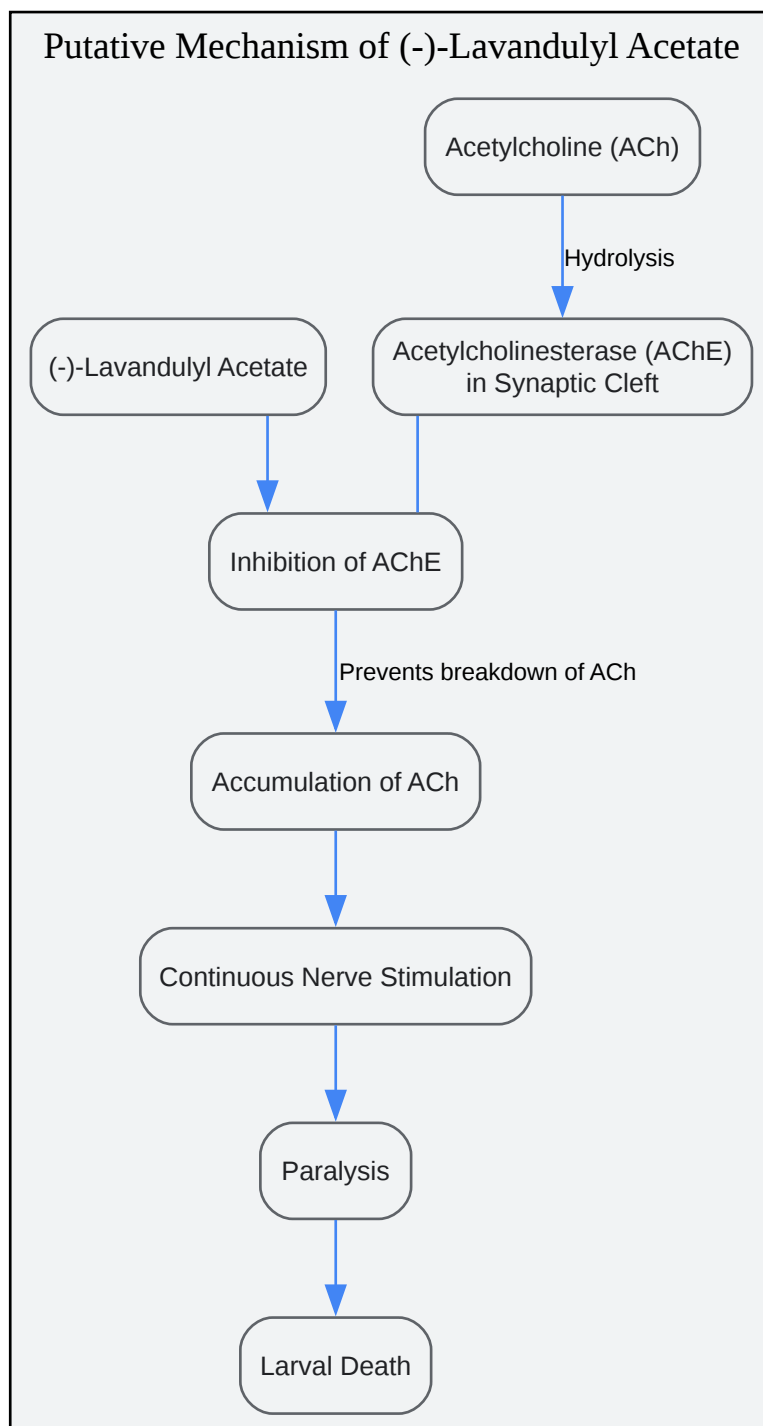 Putative Mechanism of (-)-Lavandulyl Acetate
Acetylcholine (ACh)
Hydrolysis
(-)-Lavandulyl Acetate
Acetylcholinesterase (AChE)
in Synaptic Cleft
Inhibition of AChE
Prevents breakdown of ACh
Accumulation of ACh
Continuous Nerve Stimulation
Paralysis
Larval Death